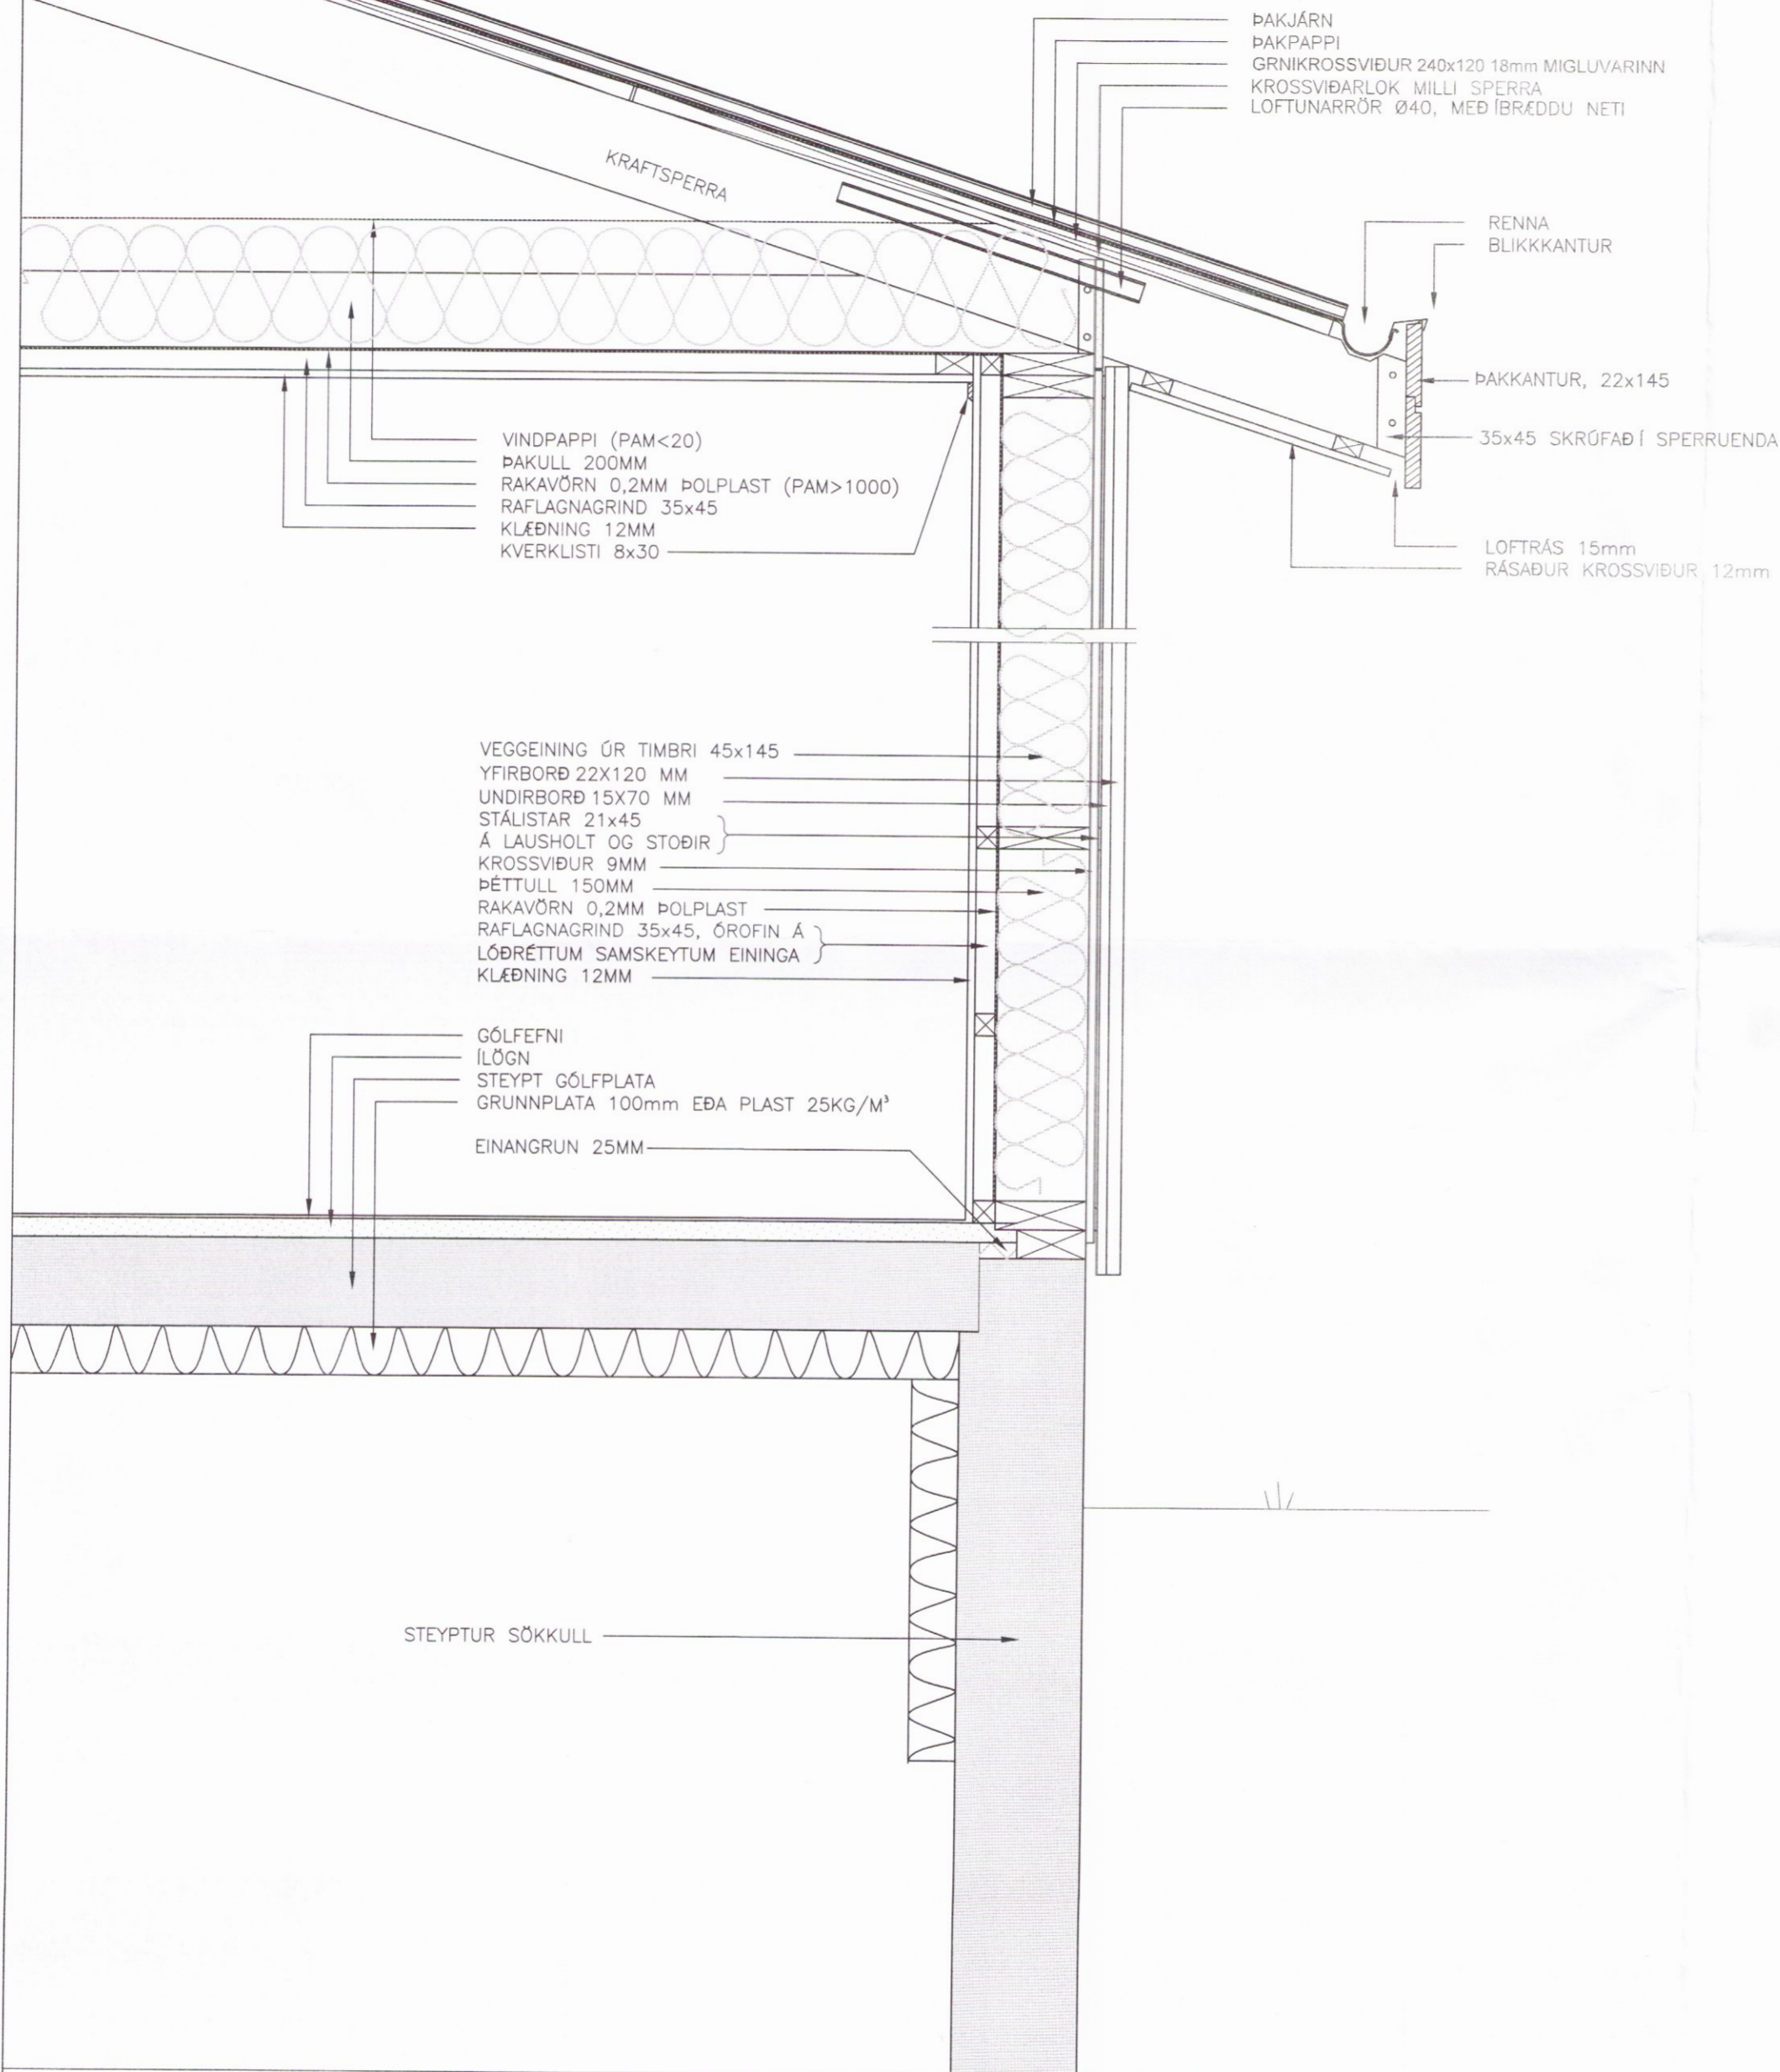 ÞAKJÁRN
ÞAKPAPPI
GRNIKROSSVIÐUR 240x120 18mm MIGLUVARINN
KROSSVIÐARLOK MILLI SPERRA
LOFTUNARRÖR Ø40, MEÐ ÍBRÆDDU NETI
KRAFTSPERRA
RENNA
BLIKKKANTUR
ÞAKKANTUR, 22x145
35x45 SKRÚFAÐ Í SPERRUENDA
LOFTRÁS 15mm
RÁSAÐUR KROSSVIÐUR 12mm
VINDPAPPI (PAM<20)
ÞAKULL 200MM
RAKAVÖRN 0,2MM ÞOLPLAST (PAM>1000)
RAFLAGNAGRIND 35x45
KLÆÐNING 12MM
KVERKLISTI 8x30
VEGGEINING ÚR TIMBRI 45x145
YFIRBORÐ 22X120 MM
UNDIRBORÐ 15X70 MM
STÁLISTAR 21x45
Á LAUSHOLT OG STOÐIR
KROSSVIÐUR 9MM
ÞÉTTULL 150MM
RAKAVÖRN 0,2MM ÞOLPLAST
RAFLAGNAGRIND 35x45, ÓROFIN Á
LÓÐRÉTTUM SAMSKEYTUM EININGA
KLÆÐNING 12MM
GÓLFEFNI
ÍLÖGN
STEYPT GÓLFPLATA
GRUNNPLATA 100mm EÐA PLAST 25KG/M³
EINANGRUN 25MM
STEYPTUR SÖKKULL